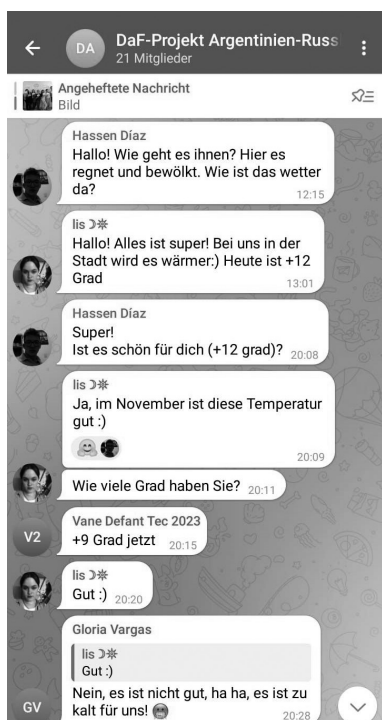 DaF-Projekt Argentinien-Russ
DA
21 Mitglieder
Angeheftete Nachricht
Bild
Hassen Díaz
Hallo! Wie geht es ihnen? Hier es
regnet und bewölkt. Wie ist das wetter
da?
12:15
lis
Hallo! Alles ist super! Bei uns in der
Stadt wird es wärmer:) Heute ist +12
Grad
13:01
Hassen Díaz
Super!
Ist es schön für dich (+12 grad)? 20:08
lis
Ja, im November ist diese Temperatur
gut :)
20:09
Wie viele Grad haben Sie? 20:11
Vane Defant Tec 2023
V2
+9 Grad jetzt 20:15
lis
Gut :) 20:20
Gloria Vargas
lis
Gut :)
Nein, es ist nicht gut, ha ha, es ist zu
kalt für uns! 20:28
GV